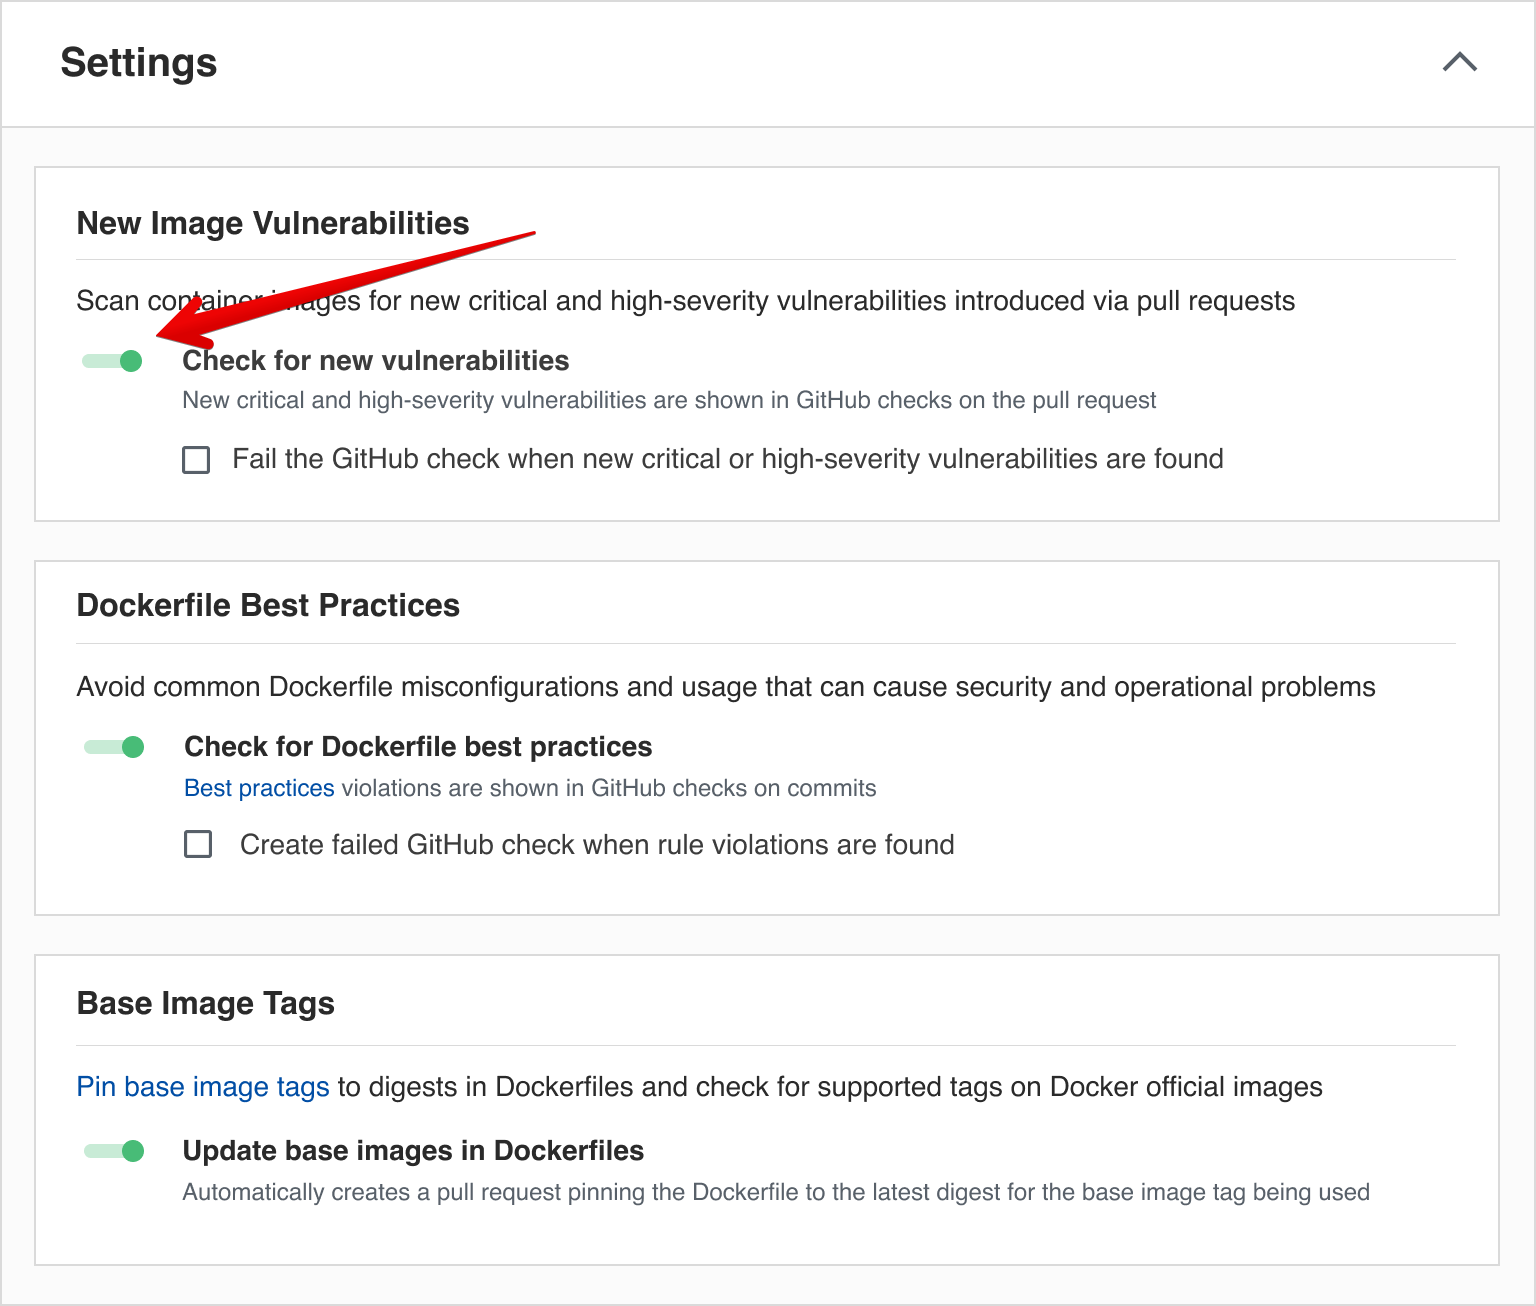 Settings
New Image Vulnerabilities
Scan container images for new critical and high-severity vulnerabilities introduced via pull requests
Check for new vulnerabilities
New critical and high-severity vulnerabilities are shown in GitHub checks on the pull request
Fail the GitHub check when new critical or high-severity vulnerabilities are found
Dockerfile Best Practices
Avoid common Dockerfile misconfigurations and usage that can cause security and operational problems
Check for Dockerfile best practices
Best practices violations are shown in GitHub checks on commits
Create failed GitHub check when rule violations are found
Base Image Tags
Pin base image tags to digests in Dockerfiles and check for supported tags on Docker official images
Update base images in Dockerfiles
Automatically creates a pull request pinning the Dockerfile to the latest digest for the base image tag being used